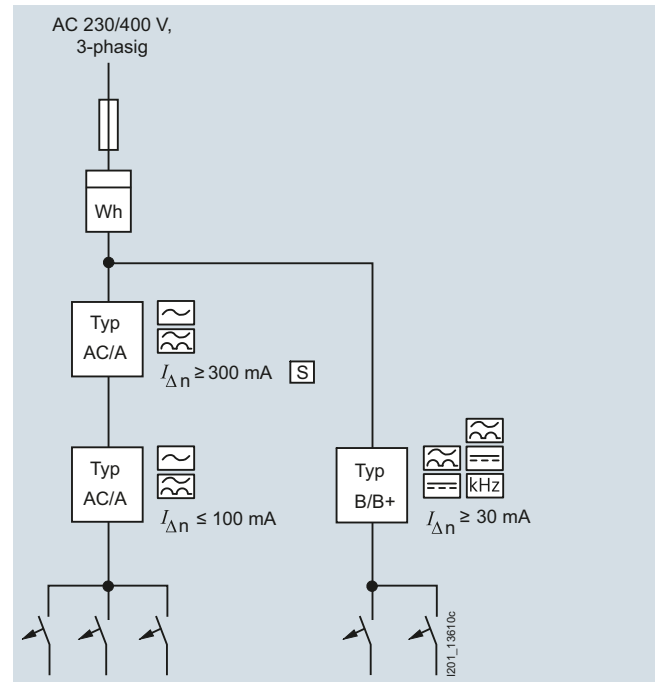 AC 230/400 V,
3-phasig
Wh
Typ
AC/A
IΔn ≥ 300 mA S
Typ
AC/A
IΔn ≤ 100 mA
Typ
B/B+
kHz
IΔn ≥ 30 mA
I201_13610c